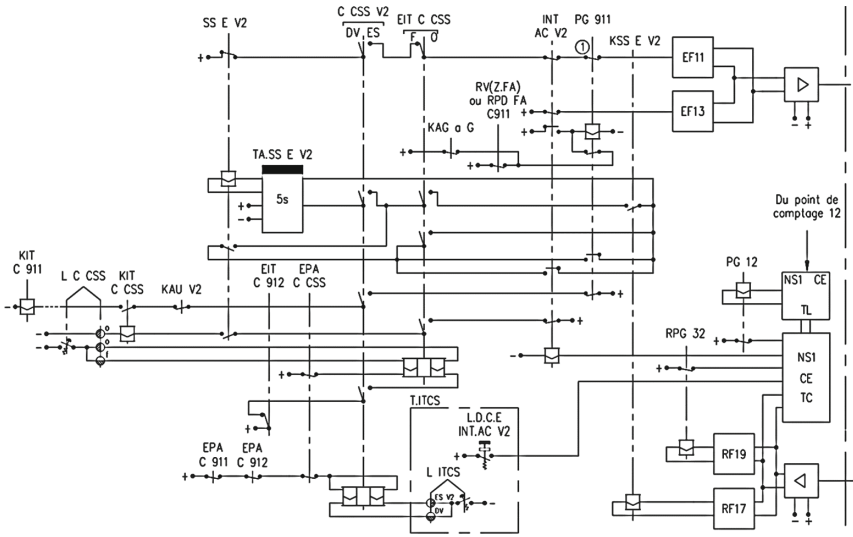 SS E V2
C CSS V2
DV ES
EIT C CSS
F O
INT
AC V2
PG 911
1
KSS E V2
EF11
RV(Z.FA)
ou RPD FA
C911
EF13
KAG a G
TA.SS E V2
5s
Du point de
comptage 12
KIT
C 911
L C CSS
KIT
C CSS
KAU V2
EIT
C 912
EPA
C CSS
PG 12
NS1 CE
TL
RPG 32
NS1
CE
TC
O
O
f
T.ITCS
L.D.C.E
INT.AC V2
EPA
C 911
EPA
C 912
L ITCS
ES V2
DV
RF19
RF17